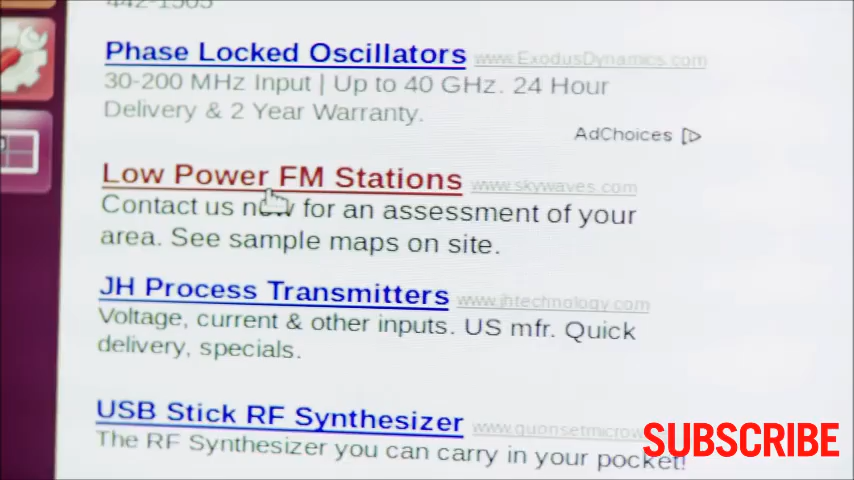 442-1505
Phase Locked Oscillators www.ExodusDynamics.com
30-200 MHz Input | Up to 40 GHz. 24 Hour
Delivery & 2 Year Warranty.
AdChoices
Low Power FM Stations www.skywaves.com
Contact us now for an assessment of your
area. See sample maps on site.
JH Process Transmitters www.jhtechnology.com
Voltage, current & other inputs. US mfr. Quick
delivery, specials.
USB Stick RF Synthesizer
The RF Synthesizer you can carry in your pocket!
SUBSCRIBE